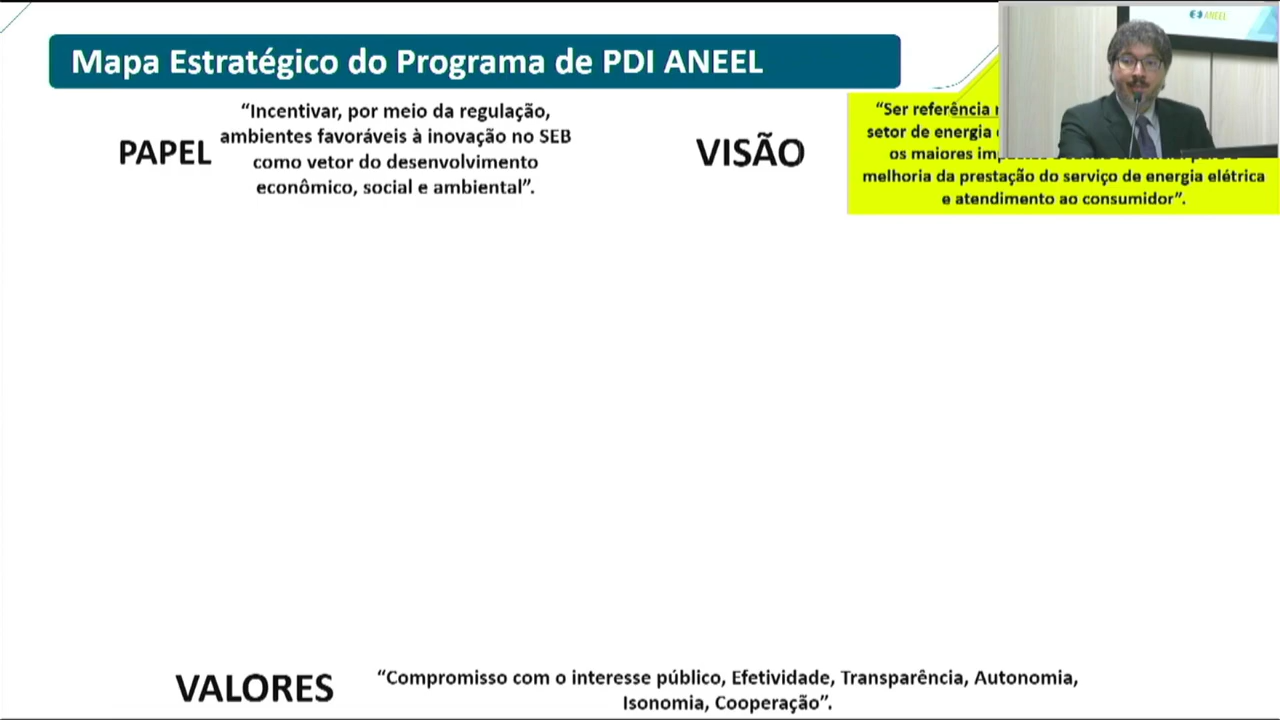 Mapa Estratégico do Programa de PDI ANEEL
ANEEL
PAPEL
“Incentivar, por meio da regulação,
ambientes favoráveis à inovação no SEB
como vetor do desenvolvimento
econômico, social e ambiental”.
VISÃO
“Ser referência
setor de energia
os maiores
melhoria da prestação do serviço de energia elétrica
e atendimento ao consumidor”.
VALORES
“Compromisso com o interesse público, Efetividade, Transparência, Autonomia,
Isonomia, Cooperação”.